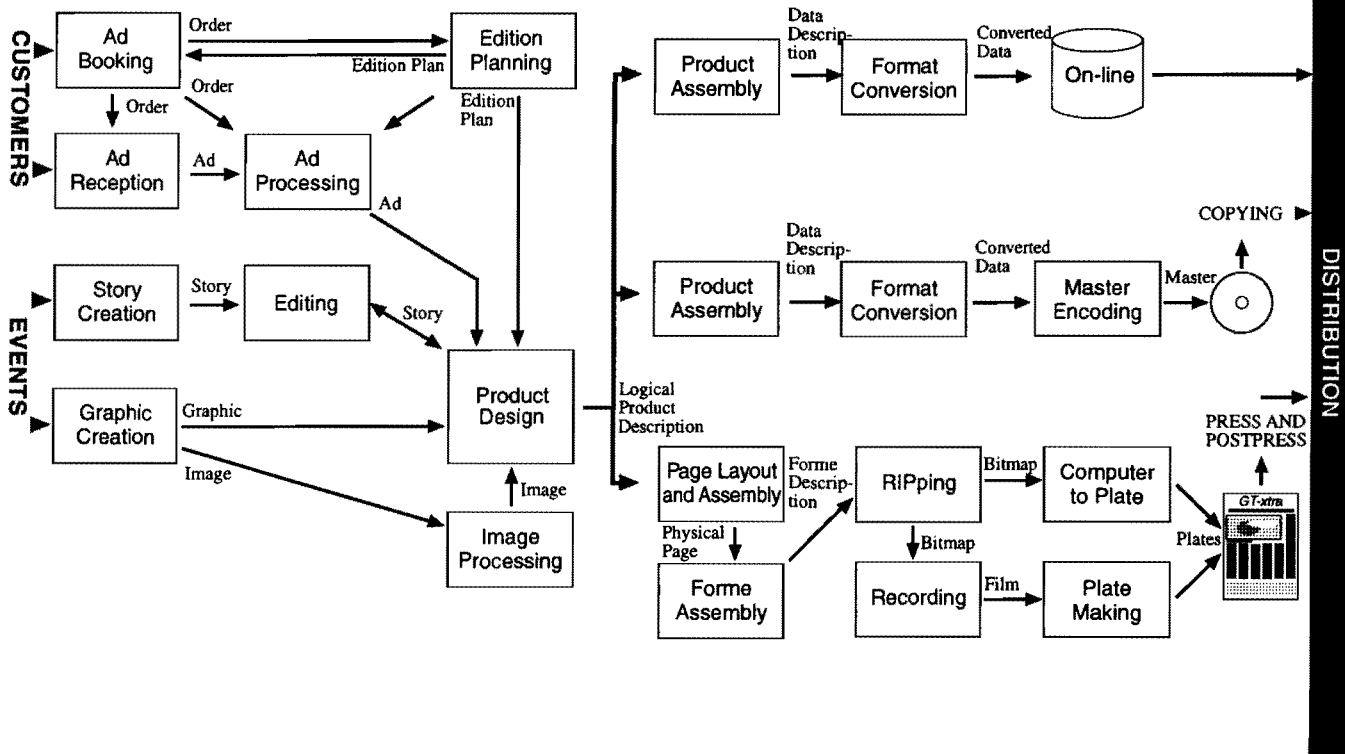 CUSTOMERS
EVENTS
Ad
Booking
Order
Edition Plan
Edition
Planning
Order
Order
Edition
Plan
Ad
Reception
Ad
Ad
Processing
Ad
Story
Creation
Story
Editing
Story
Graphic
Creation
Graphic
Image
Product
Design
Image
Image
Processing
Logical
Product
Description
Product
Assembly
Data
Descrip-
tion
Format
Conversion
Converted
Data
On-line
Product
Assembly
Data
Descrip-
tion
Format
Conversion
Converted
Data
Master
Encoding
Master
COPYING
Page Layout
and Assembly
Forme
Descrip-
tion
Physical
Page
Forme
Assembly
RIPping
Bitmap
Bitmap
Computer
to Plate
Recording
Film
Plate
Making
Plates
PRESS AND
POSTPRESS
GT-xtra
DISTRIBUTION